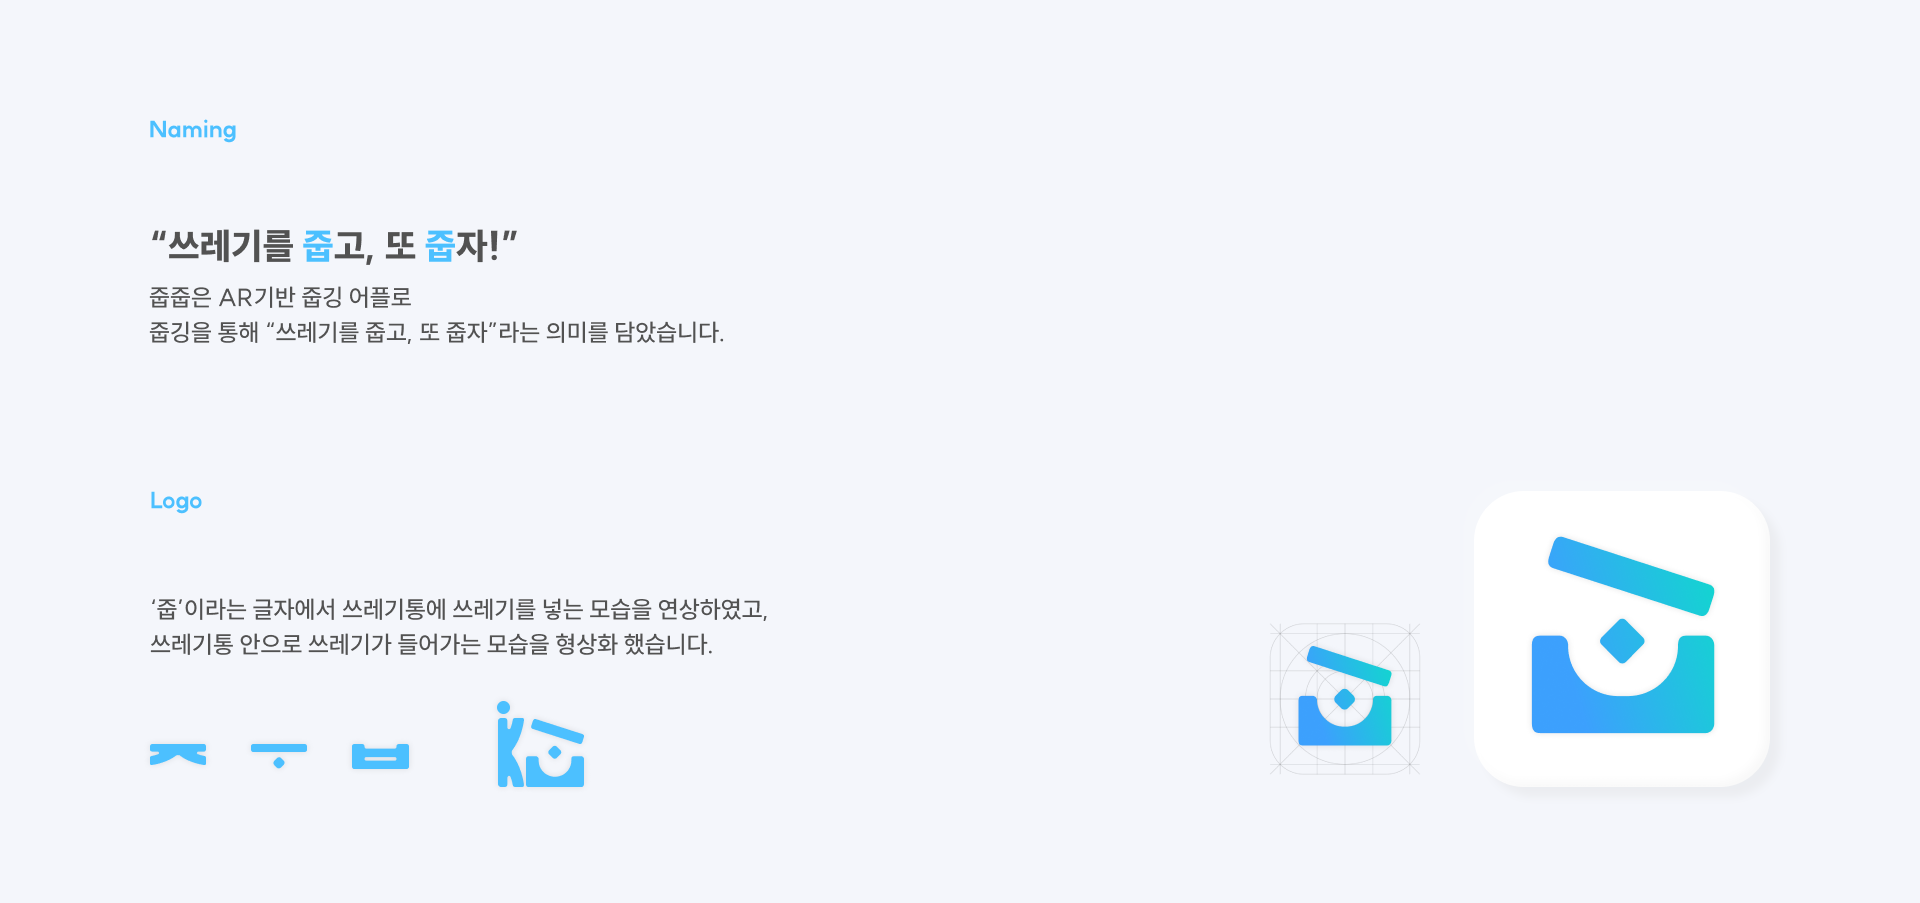 Naming
“쓰레기를 줍고, 또 줍자!”
줍줍은 AR기반 줍깅 어플로
줍깅을 통해 “쓰레기를 줍고, 또 줍자”라는 의미를 담았습니다.
Logo
‘줍’이라는 글자에서 쓰레기통에 쓰레기를 넣는 모습을 연상하였고,
쓰레기통 안으로 쓰레기가 들어가는 모습을 형상화 했습니다.
ㅈ ㅜ ㅂ